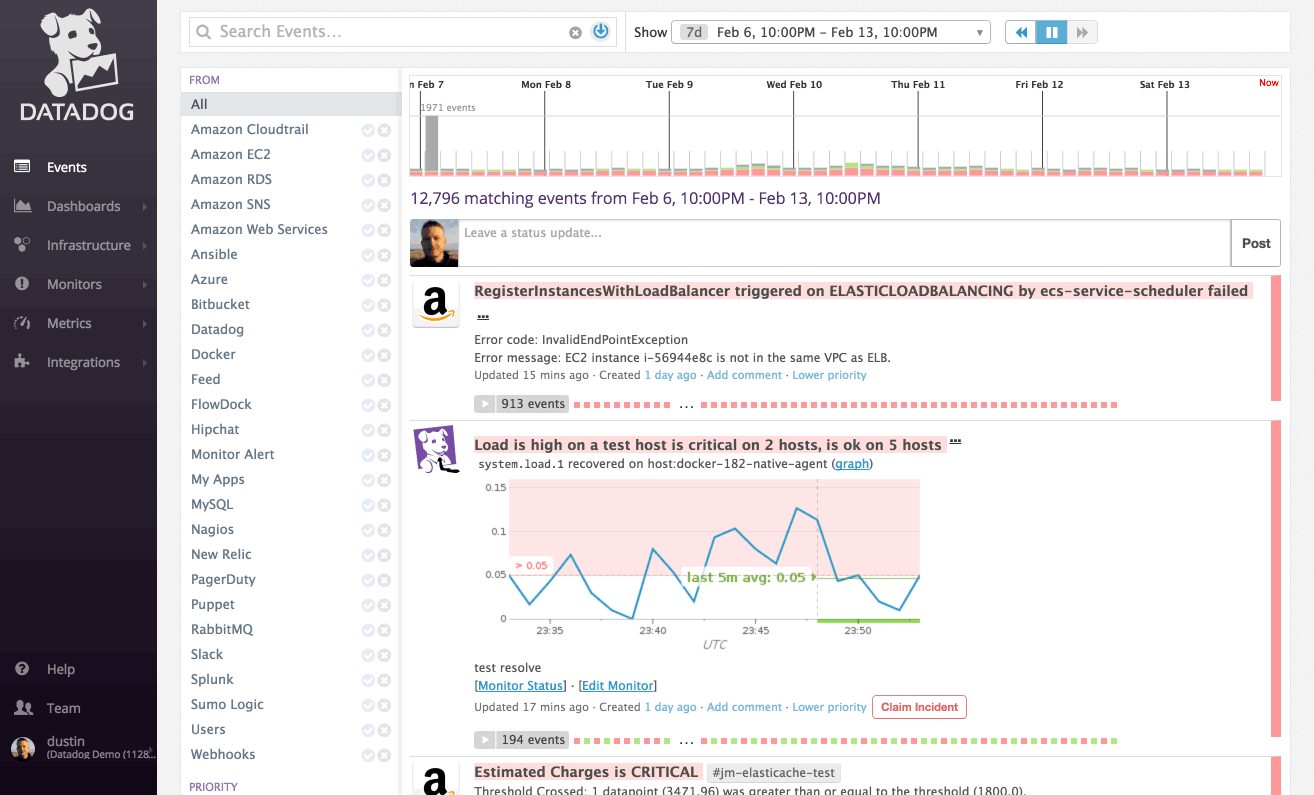 DATADOG
Events
Dashboards
Infrastructure
Monitors
Metrics
Integrations
Help
Team
dustin
(Datadog Demo (1128...
Search Events...
Show 7d Feb 6, 10:00PM – Feb 13, 10:00PM
FROM
All
Amazon Cloudtrail
Amazon EC2
Amazon RDS
Amazon SNS
Amazon Web Services
Ansible
Azure
Bitbucket
Datadog
Docker
Feed
FlowDock
Hipchat
Monitor Alert
My Apps
MySQL
Nagios
New Relic
PagerDuty
Puppet
RabbitMQ
Slack
Splunk
Sumo Logic
Users
Webhooks
PRIORITY
n Feb 7 Mon Feb 8 Tue Feb 9 Wed Feb 10 Thu Feb 11 Fri Feb 12 Sat Feb 13 Now
1971 events
12,796 matching events from Feb 6, 10:00PM - Feb 13, 10:00PM
Leave a status update...
Post
RegisterInstancesWithLoadBalancer triggered on ELASTICLOADBALANCING by ecs-service-scheduler failed
...
Error code: InvalidEndPointException
Error message: EC2 instance i-56944e8c is not in the same VPC as ELB.
Updated 15 mins ago · Created 1 day ago · Add comment · Lower priority
913 events ...
Load is high on a test host is critical on 2 hosts, is ok on 5 hosts ...
system.load.1 recovered on host:docker-182-native-agent (graph)
0.15
0.1
> 0.05
0.05
last 5m avg: 0.05
0
23:35 23:40 23:45 23:50
UTC
test resolve
[Monitor Status] · [Edit Monitor]
Updated 17 mins ago · Created 1 day ago · Add comment · Lower priority Claim Incident
194 events ...
Estimated Charges is CRITICAL #jm-elasticache-test
Threshold Crossed: 1 datapoint (3471.96) was greater than or equal to the threshold (1800.0).